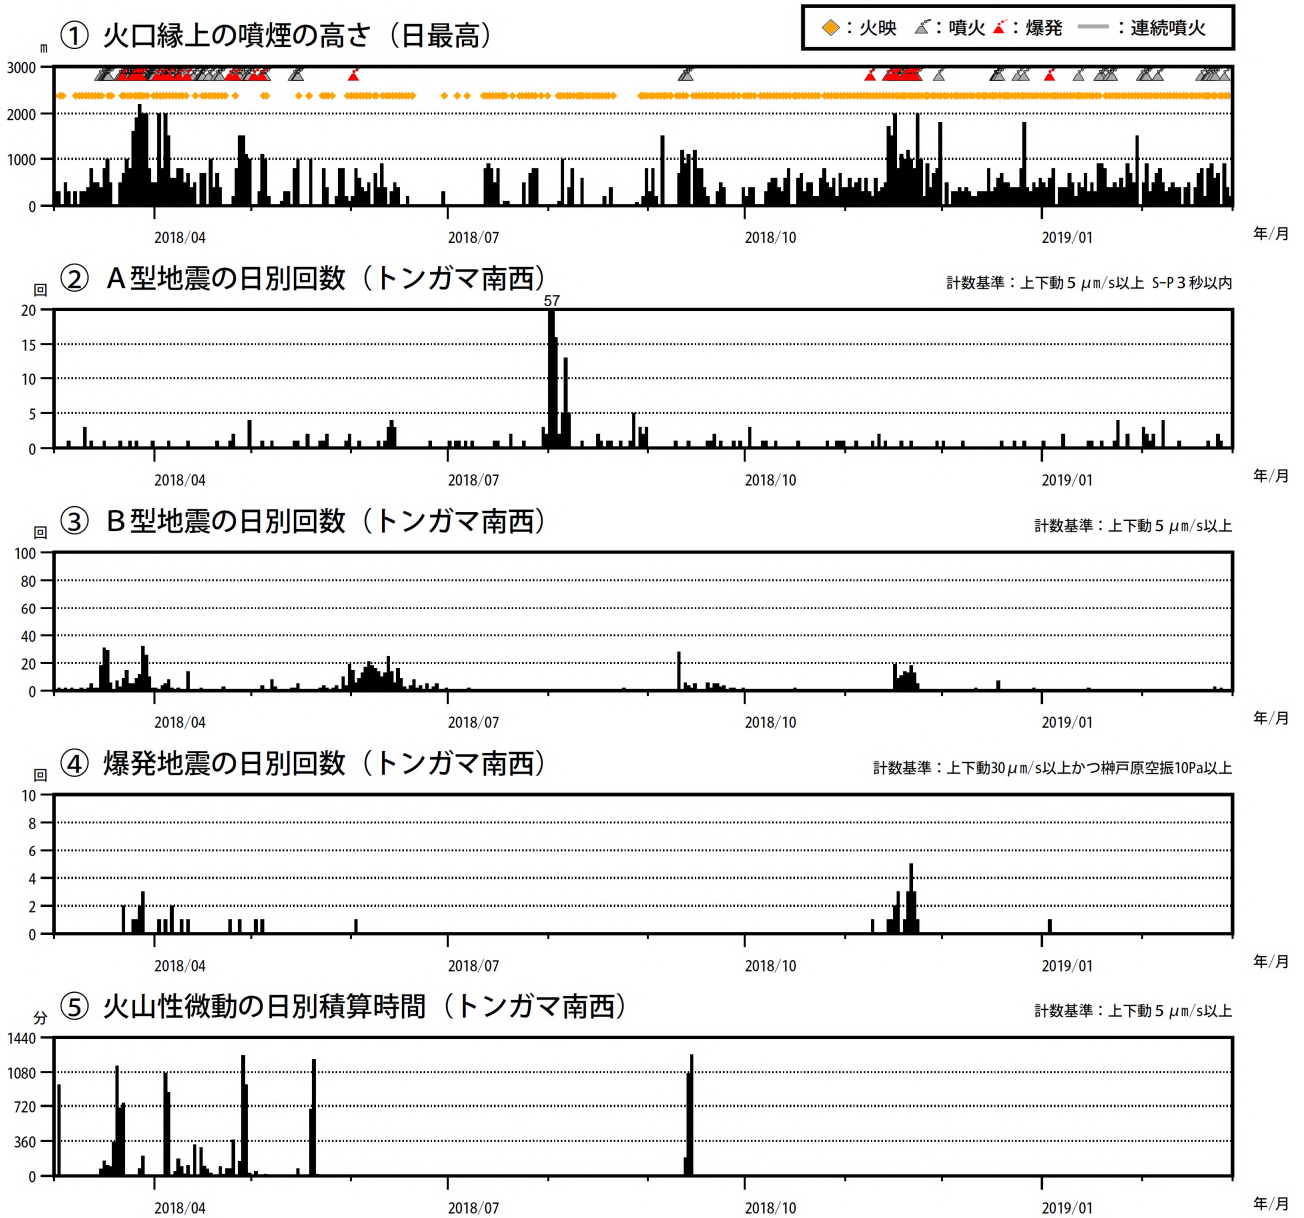 ① 火口縁上の噴煙の高さ（日最高）
：火映 ：噴火 ：爆発 ：連続噴火
m
3000
2000
1000
0
2018/04 2018/07 2018/10 2019/01 年/月
② Ａ型地震の日別回数（トンガマ南西）
計数基準：上下動５μm/s以上 S-P３秒以内
回
57
20
15
10
5
0
2018/04 2018/07 2018/10 2019/01 年/月
③ Ｂ型地震の日別回数（トンガマ南西）
計数基準：上下動５μm/s以上
回
100
80
60
40
20
0
2018/04 2018/07 2018/10 2019/01 年/月
④ 爆発地震の日別回数（トンガマ南西）
計数基準：上下動30μm/s以上かつ榊戸原空振10Pa以上
回
10
8
6
4
2
0
2018/04 2018/07 2018/10 2019/01 年/月
⑤ 火山性微動の日別積算時間（トンガマ南西）
計数基準：上下動５μm/s以上
分
1440
1080
720
360
0
2018/04 2018/07 2018/10 2019/01 年/月